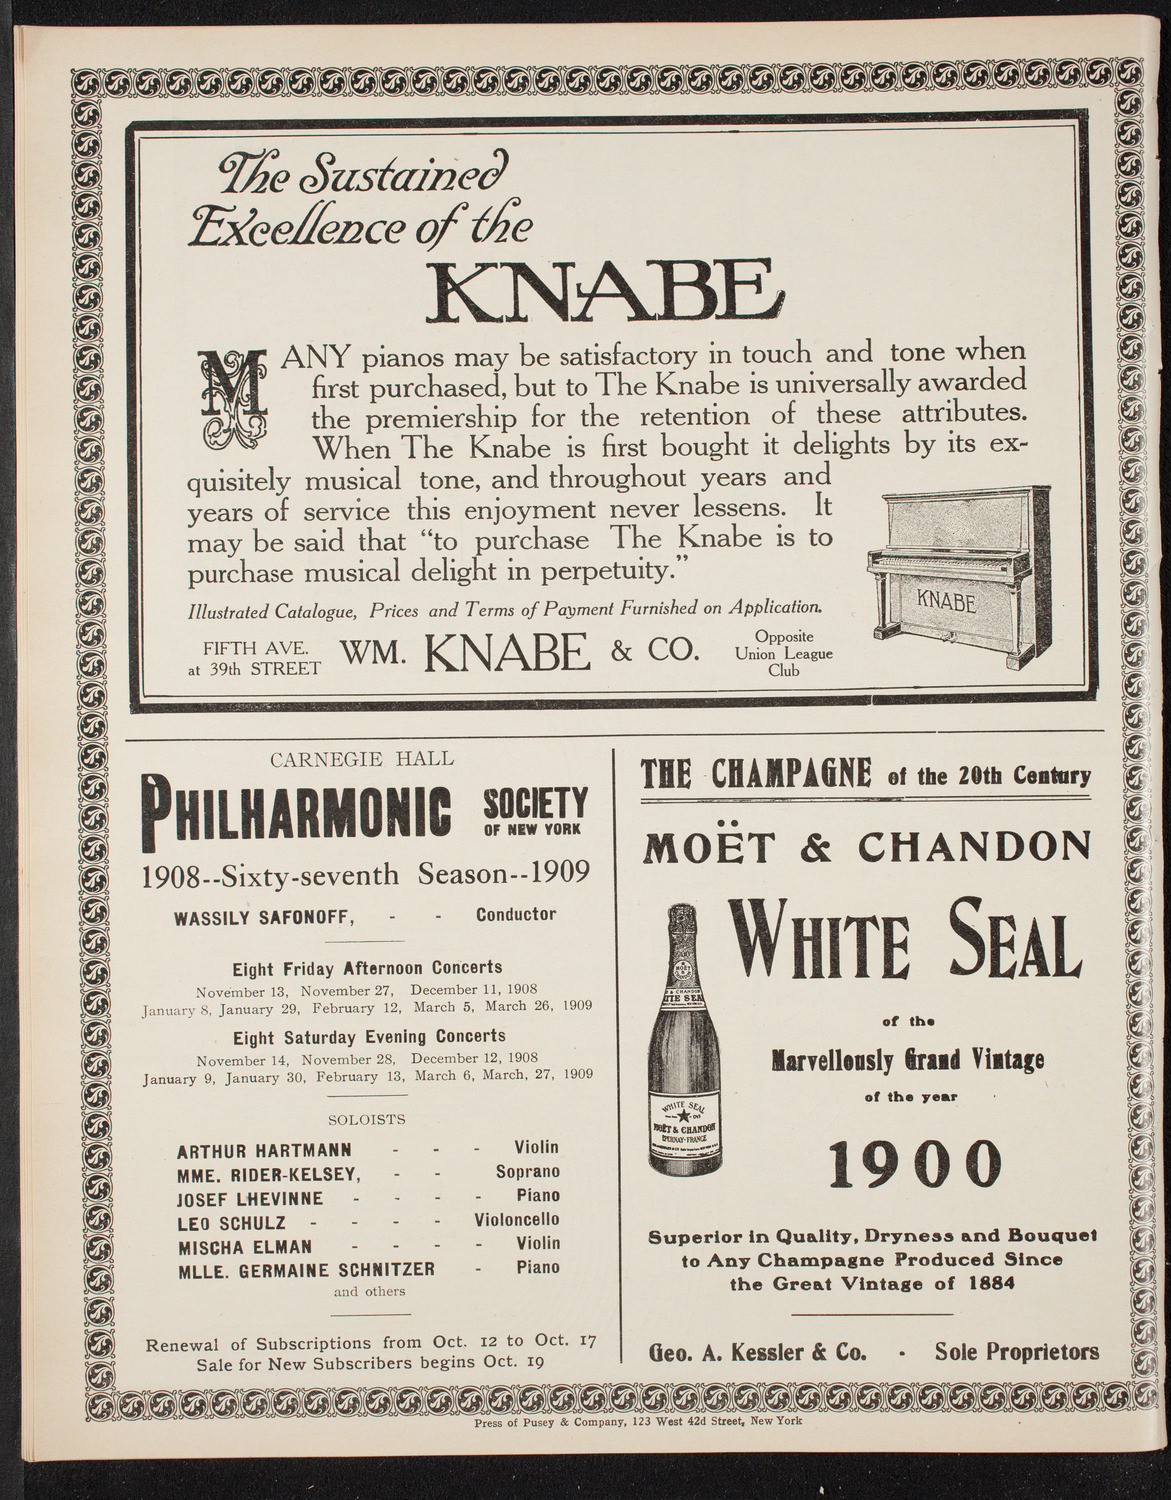 The Sustained
Excellence of the
KNABE
MANY pianos may be satisfactory in touch and tone when
first purchased, but to The Knabe is universally awarded
the premiership for the retention of these attributes.
When The Knabe is first bought it delights by its ex-
quisitely musical tone, and throughout years and
years of service this enjoyment never lessens. It
may be said that “to purchase The Knabe is to
purchase musical delight in perpetuity.”
KNABE
Illustrated Catalogue, Prices and Terms of Payment Furnished on Application.
FIFTH AVE.
at 39th STREET
WM. KNABE & CO.
Opposite
Union League
Club
CARNEGIE HALL
PHILHARMONIC SOCIETY
OF NEW YORK
1908--Sixty-seventh Season--1909
WASSILY SAFONOFF, - - Conductor
Eight Friday Afternoon Concerts
November 13, November 27, December 11, 1908
January 8, January 29, February 12, March 5, March 26, 1909
Eight Saturday Evening Concerts
November 14, November 28, December 12, 1908
January 9, January 30, February 13, March 6, March, 27, 1909
SOLOISTS
ARTHUR HARTMANN - - - Violin
MME. RIDER-KELSEY, - - Soprano
JOSEF LHEVINNE - - - - Piano
LEO SCHULZ - - - - Violoncello
MISCHA ELMAN - - - - Violin
MLLE. GERMAINE SCHNITZER - Piano
and others
Renewal of Subscriptions from Oct. 12 to Oct. 17
Sale for New Subscribers begins Oct. 19
THE CHAMPAGNE of the 20th Century
MOËT & CHANDON
WHITE SEAL
of the
Marvellously Grand Vintage
of the year
1900
WHITE SEAL
MOËT & CHANDON
EPERNAY-FRANCE
Superior in Quality, Dryness and Bouquet
to Any Champagne Produced Since
the Great Vintage of 1884
Geo. A. Kessler & Co. - Sole Proprietors
Press of Pusey & Company, 123 West 42d Street, New York